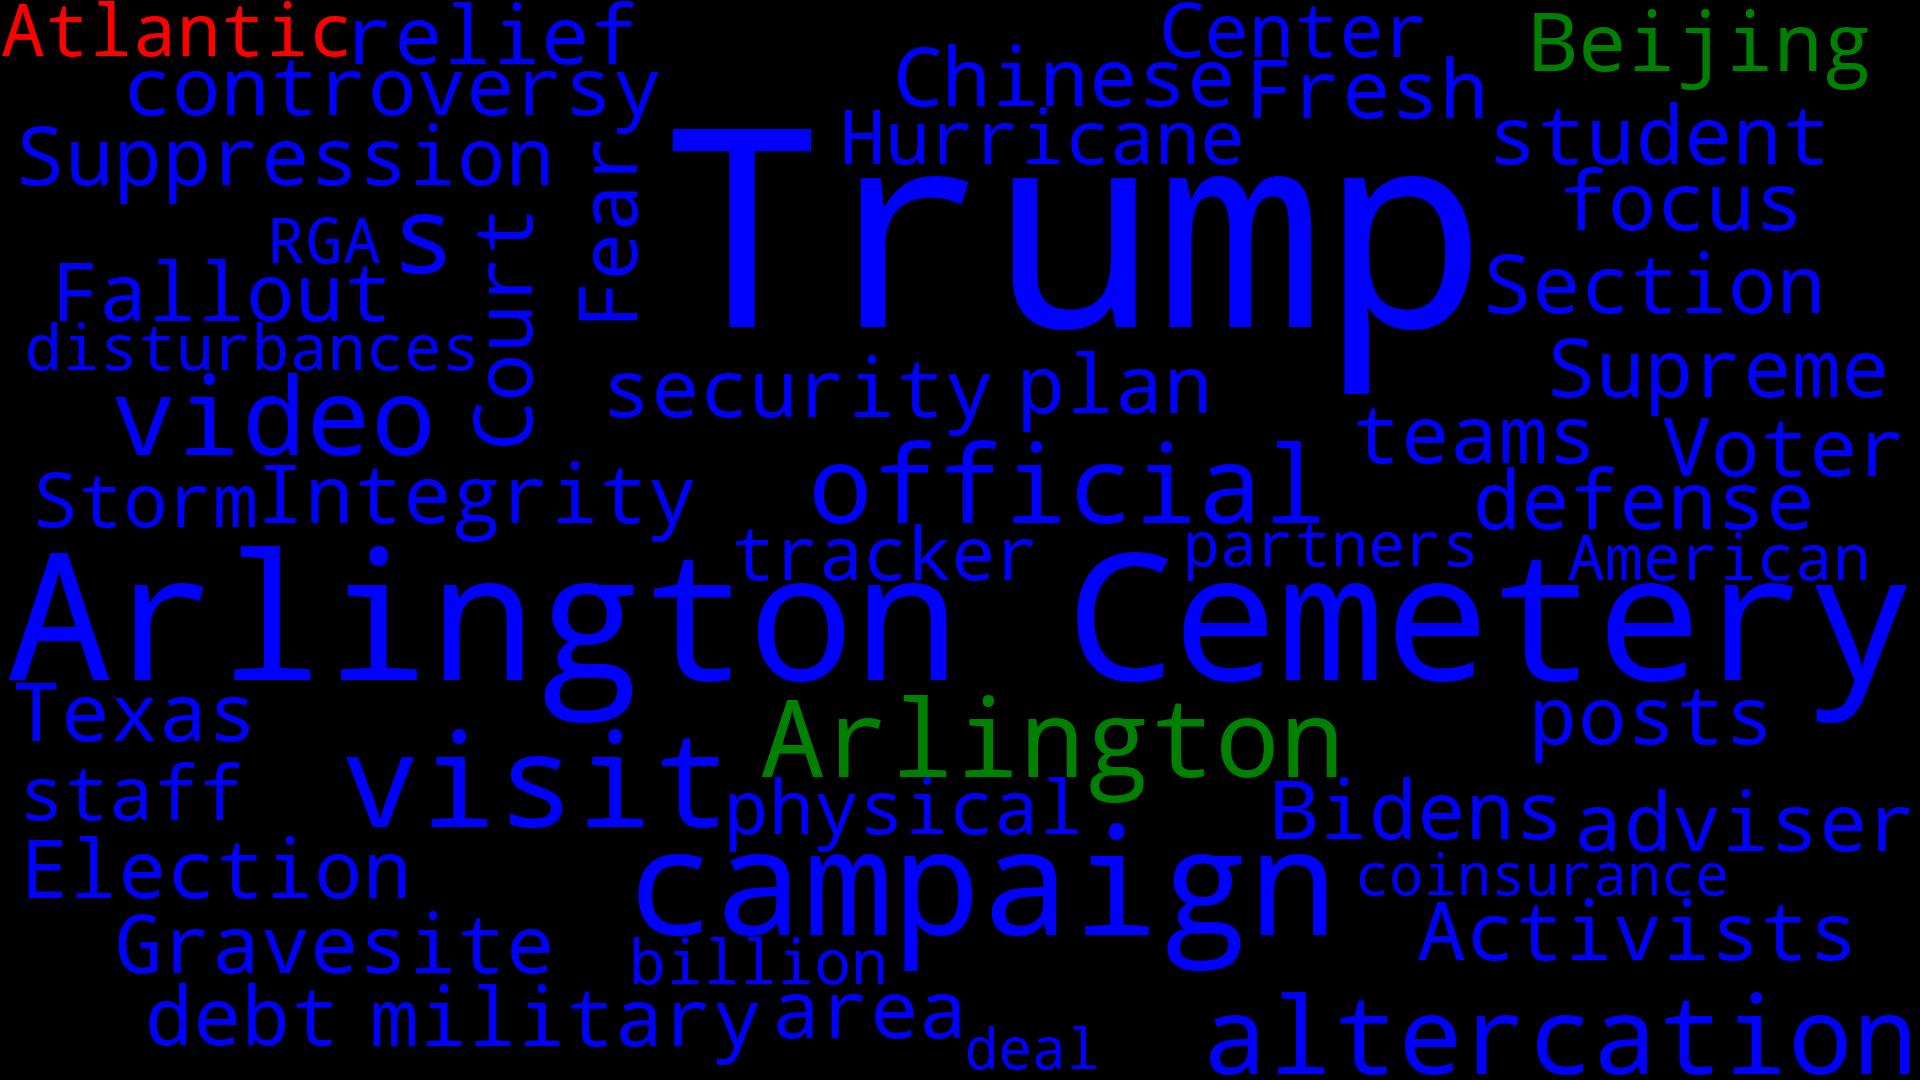 Atlantic
relief
Center
Beijing
controversy
Chinese
Fresh
Hurricane
student
Suppression
Fear
Trump
focus
RGA
s
Court
Fallout
Section
disturbances
Supreme
video
security
plan
teams
Voter
Storm
Integrity
official
defense
tracker
partners
American
Arlington Cemetery
Texas
Arlington
posts
staff
visit
physical
Bidens
adviser
Election
campaign
coinsurance
Gravesite
billion
Activists
debt
military
area
deal
altercation